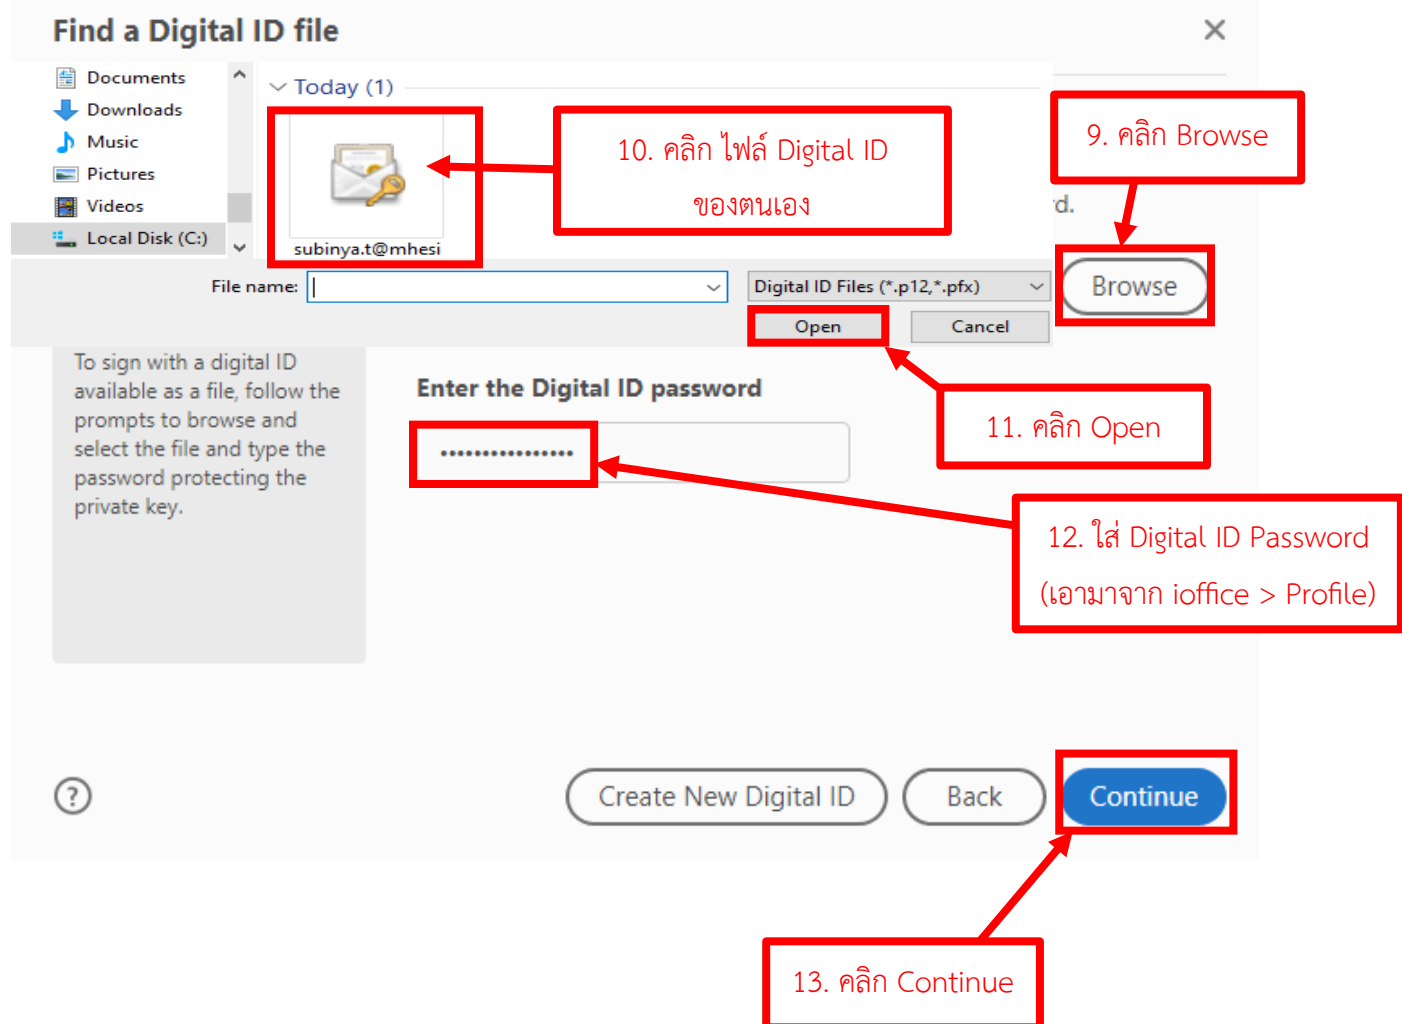 Find a Digital ID file
Documents
Downloads
Music
Pictures
Videos
Local Disk (C:)
Today (1)
subinya.t@mhesi
10. คลิก ไฟล์ Digital ID
ของตนเอง
9. คลิก Browse
rd.
File name:
Digital ID Files (*.p12,*.pfx)
Browse
Open
Cancel
To sign with a digital ID
available as a file, follow the
prompts to browse and
select the file and type the
password protecting the
private key.
Enter the Digital ID password
••••••••••••••••
11. คลิก Open
12. ใส่ Digital ID Password
(เอามาจาก ioffice > Profile)
?
Create New Digital ID
Back
Continue
13. คลิก Continue